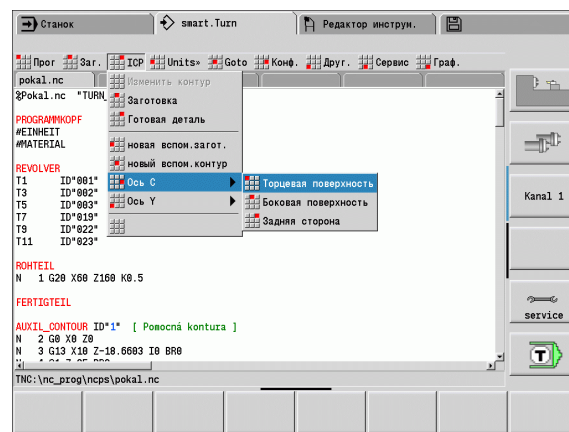 Станок smart.Turn Редактор инструм.
Прог Заг. ICP Units» Goto Конф. Друг. Сервис Граф.
pokal.nc
%Pokal.nc "TURN_
PROGRAMMKOPF
#EINHEIT
#MATERIAL
REVOLVER
T1 ID"001"
T3 ID"002"
T5 ID"003"
T7 ID"019"
T9 ID"022"
T11 ID"023"
ROHTEIL
N 1 G20 X60 Z160 K0.5
FERTIGTEIL
AUXIL_CONTOUR ID"1" [ Pomocná kontura ]
N 2 G0 X0 Z0
N 3 G13 X10 Z-18.6603 I0 BR0
TNC:\nc_prog\ncps\pokal.nc
Изменить контур
Заготовка
Готовая деталь
новая вспом.загот.
новый вспом.контур
Ось C
Ось Y
Торцевая поверхность
Боковая поверхность
Задняя сторона
Kanal 1
service
T